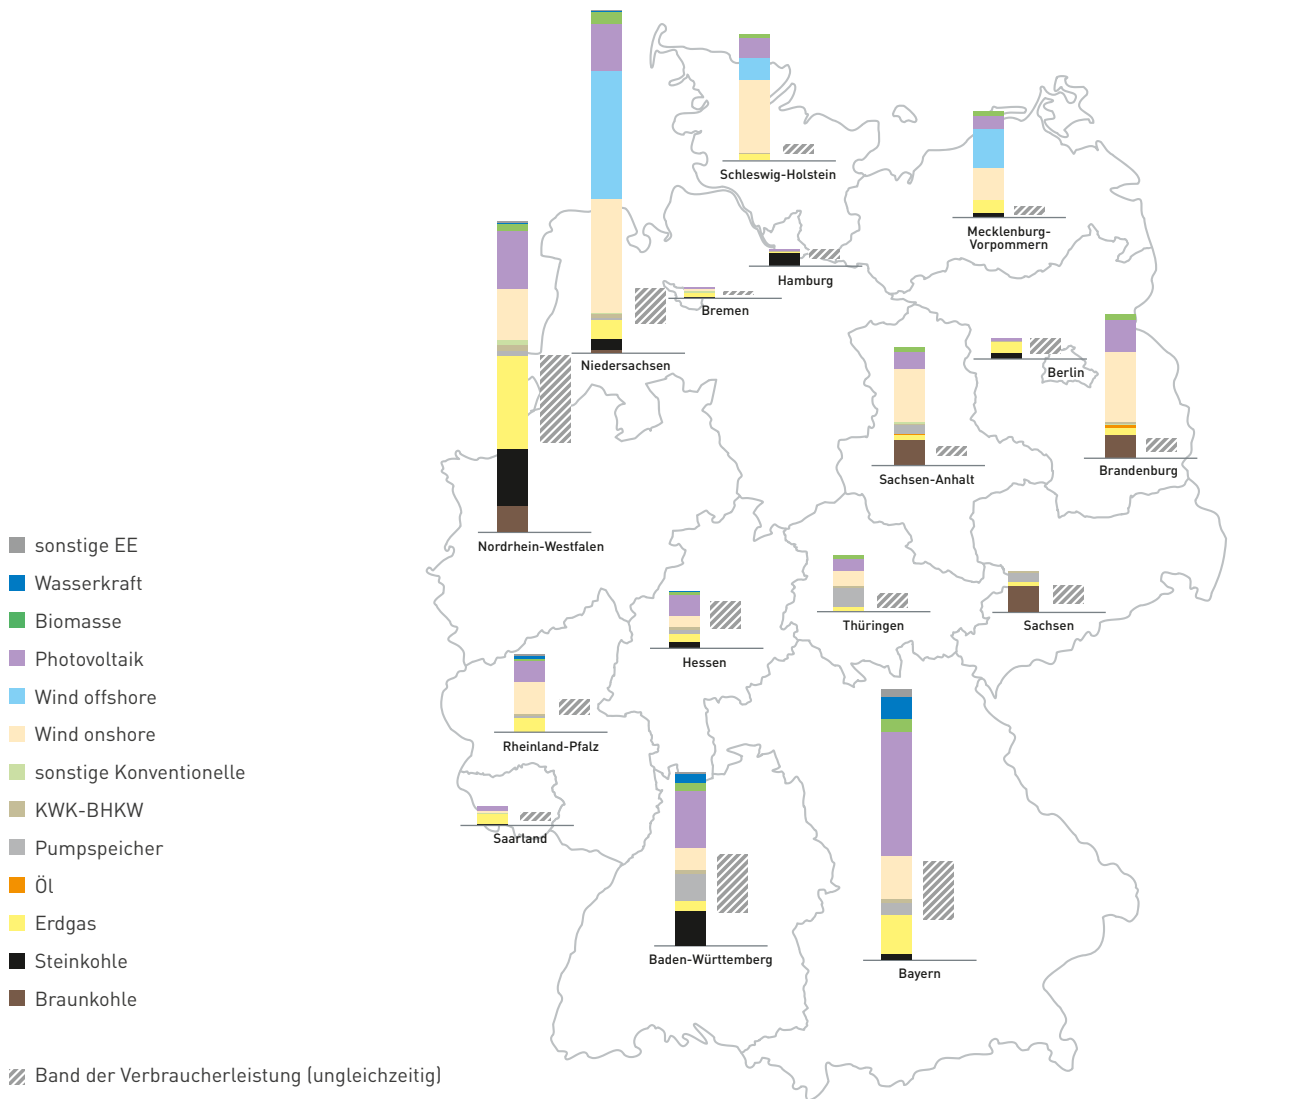 Schleswig-Holstein
Mecklenburg-
Vorpommern
Hamburg
Bremen
Niedersachsen
Berlin
Brandenburg
Sachsen-Anhalt
Nordrhein-Westfalen
Thüringen
Sachsen
Hessen
Rheinland-Pfalz
Saarland
Baden-Württemberg
Bayern
sonstige EE
Wasserkraft
Biomasse
Photovoltaik
Wind offshore
Wind onshore
sonstige Konventionelle
KWK-BHKW
Pumpspeicher
Öl
Erdgas
Steinkohle
Braunkohle
Band der Verbraucherleistung (ungleichzeitig)